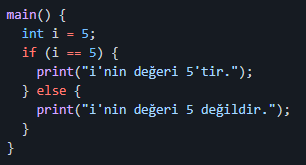 main() {
  int i = 5;
  if (i == 5) {
    print("i'nin değeri 5'tir.");
  } else {
    print("i'nin değeri 5 değildir.");
  }
}